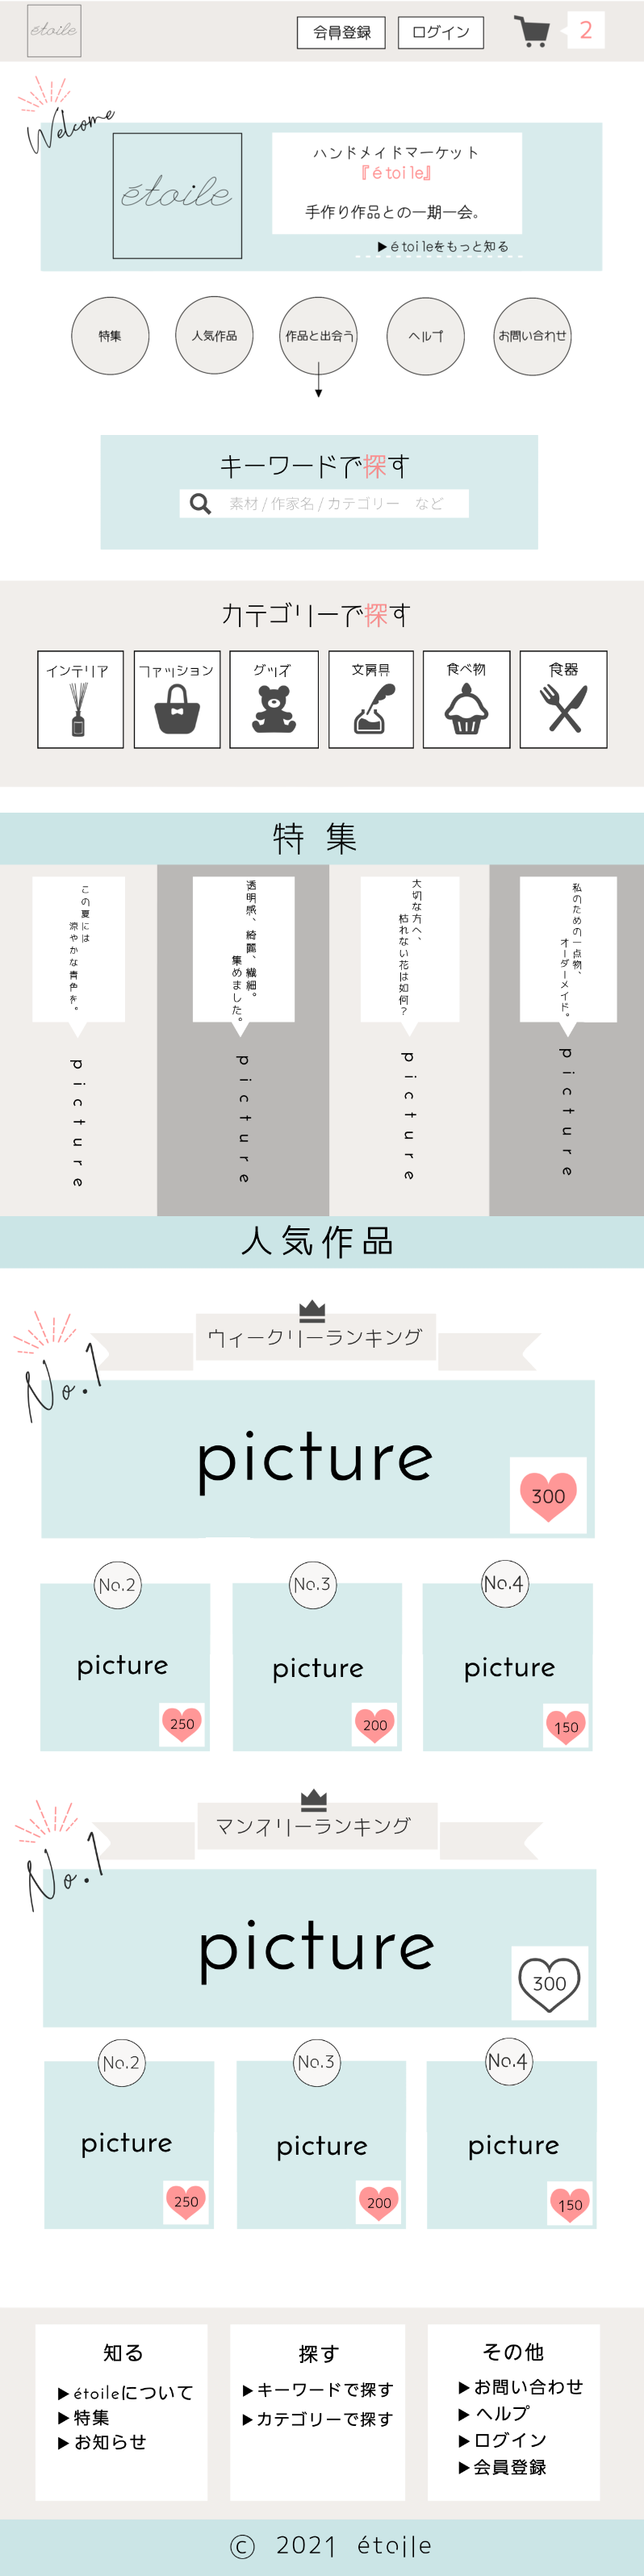 étoile
会員登録
ログイン
2
Welcome
étoile
ハンドメイドマーケット
『étoile』
手作り作品との一期一会。
▶étoileをもっと知る
特集
人気作品
作品と出会う
ヘルプ
お問い合わせ
キーワードで探す
素材 / 作家名 / カテゴリー　など
カテゴリーで探す
インテリア
ファッション
グッズ
文房具
食べ物
食器
特 集
この夏には
涼やかな青色を。
透明感、綺麗、繊細。
集めました。
大切な方へ、
枯れない花は如何？
私のための一点物、
オーダーメイド。
picture
picture
picture
picture
人気作品
ウィークリーランキング
No.1
picture
300
No.2
picture
250
No.3
picture
200
No.4
picture
150
マンスリーランキング
No.1
picture
300
No.2
picture
250
No.3
picture
200
No.4
picture
150
知る
▶étoileについて
▶特集
▶お知らせ
探す
▶キーワードで探す
▶カテゴリーで探す
その他
▶お問い合わせ
▶ヘルプ
▶ログイン
▶会員登録
© 2021 étoile